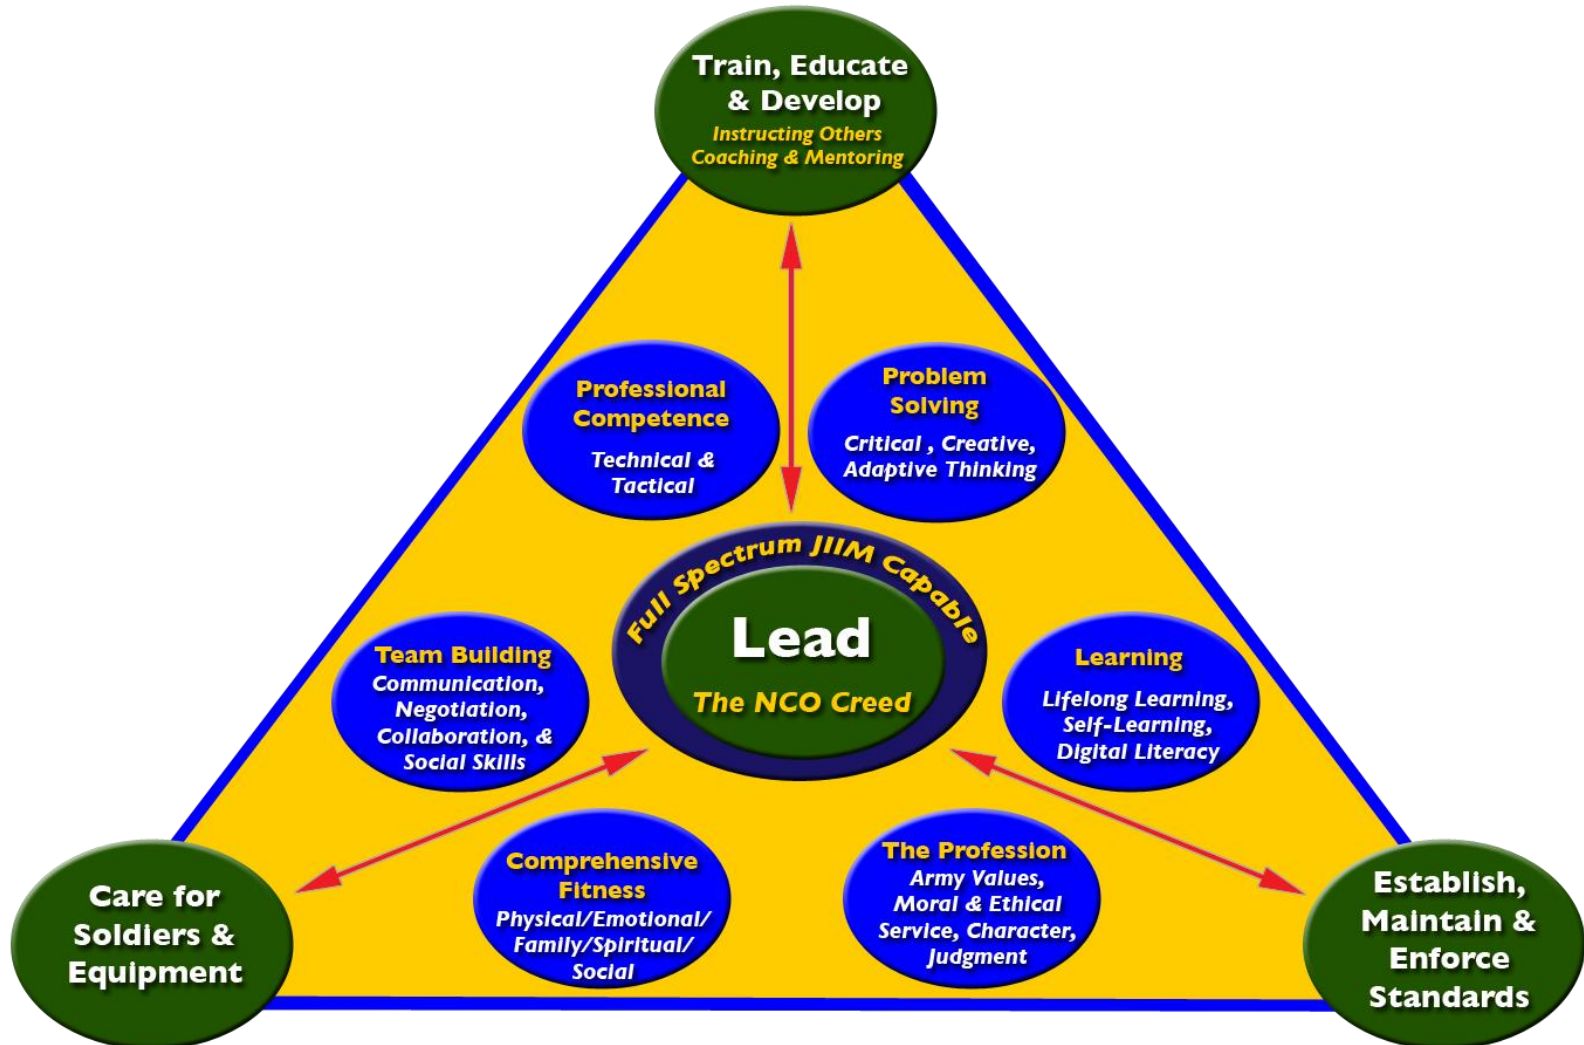 Train, Educate
& Develop
Instructing Others
Coaching & Mentoring
Professional
Competence
Technical &
Tactical
Problem
Solving
Critical , Creative,
Adaptive Thinking
Full Spectrum JIIM Capable
Lead
The NCO Creed
Team Building
Communication,
Negotiation,
Collaboration, &
Social Skills
Learning
Lifelong Learning,
Self-Learning,
Digital Literacy
Comprehensive
Fitness
Physical/Emotional/
Family/Spiritual/
Social
The Profession
Army Values,
Moral & Ethical
Service, Character,
Judgment
Care for
Soldiers &
Equipment
Establish,
Maintain &
Enforce
Standards